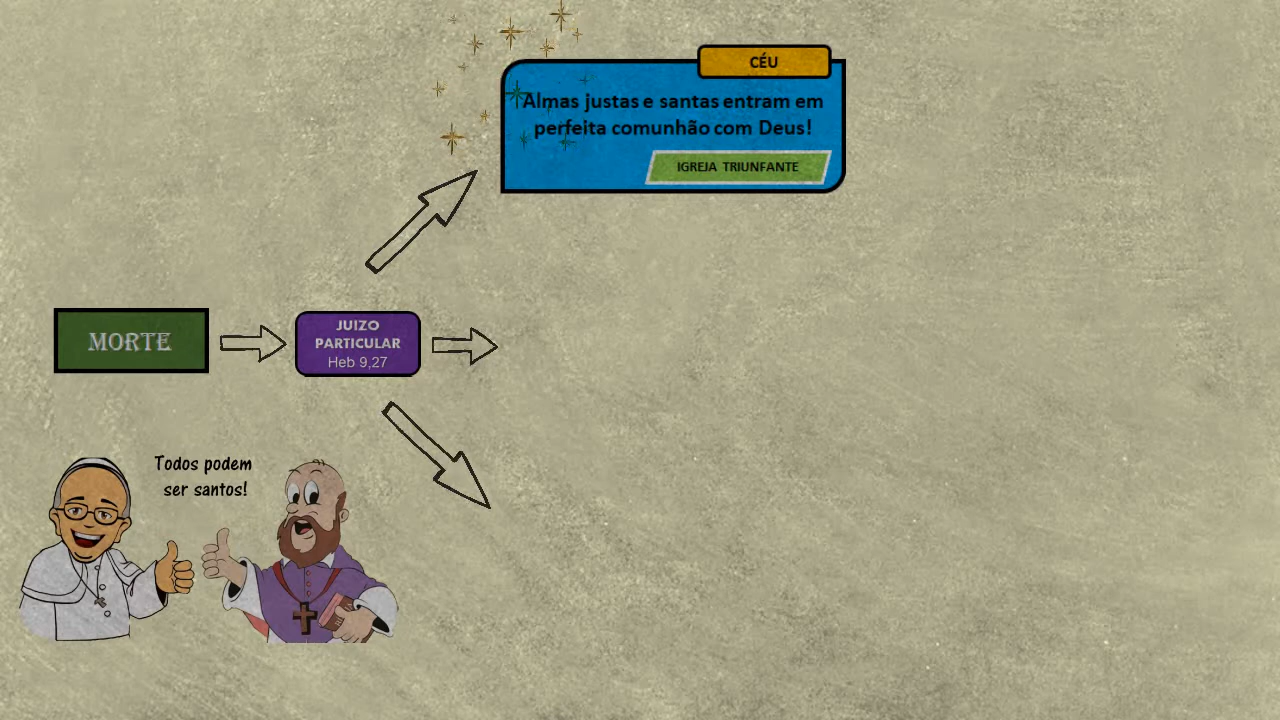 CÉU
Almas justas e santas entram em
perfeita comunhão com Deus!
IGREJA TRIUNFANTE
MORTE
JUIZO
PARTICULAR
Heb 9,27
Todos podem
ser santos!